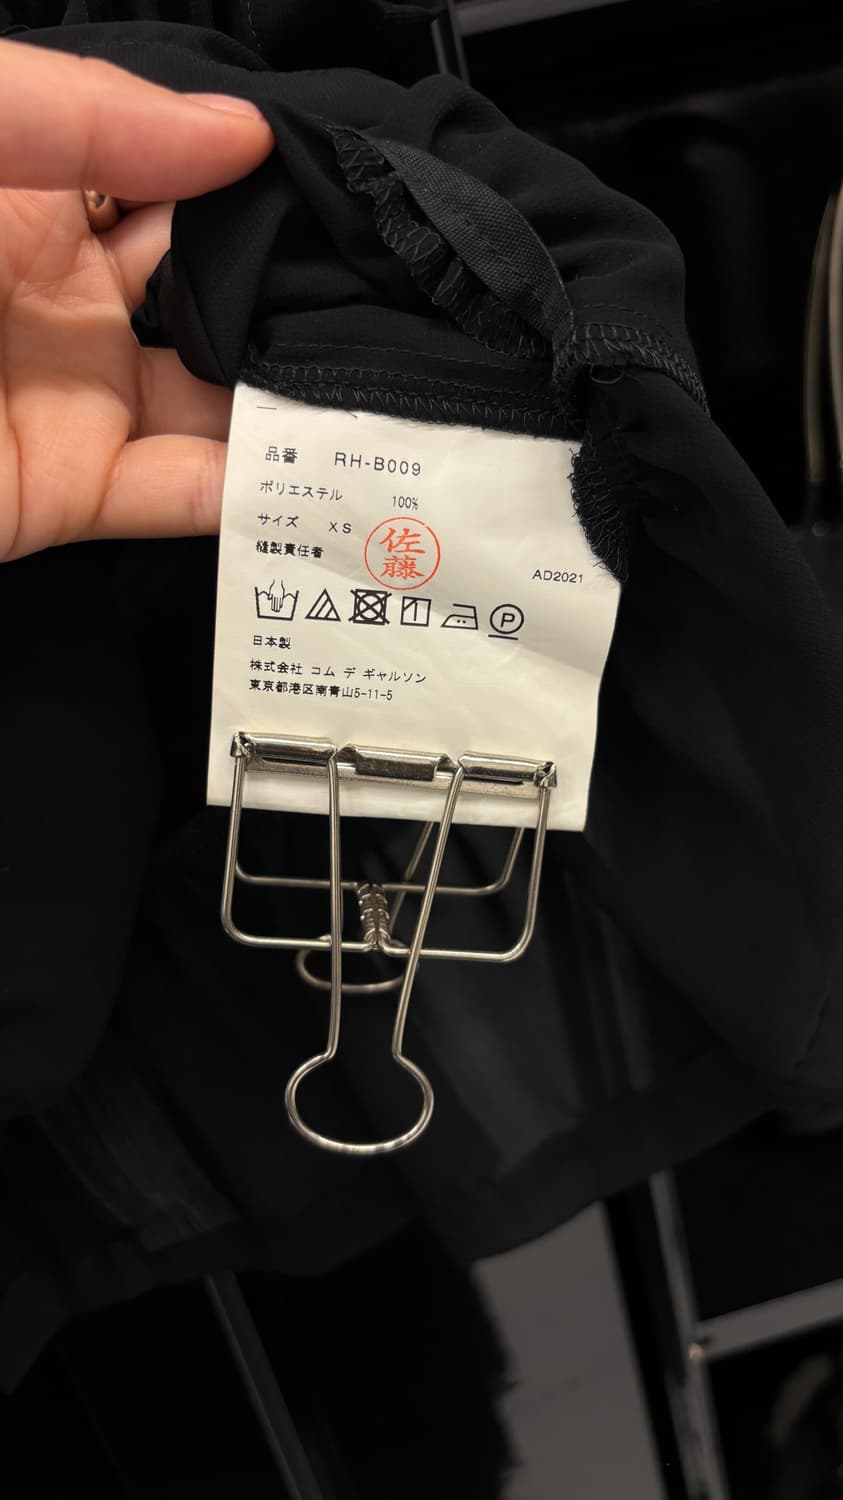 品番 RH-B009
ポリエステル 100%
サイズ XS
縫製責任者 佐藤
AD2021
P
日本製
株式会社 コム デ ギャルソン
東京都港区南青山5-11-5